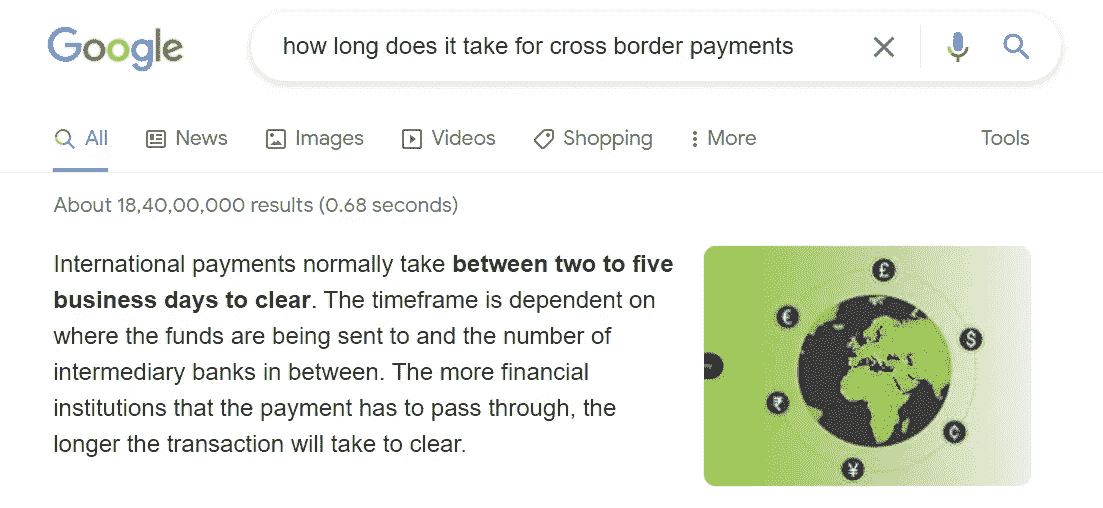 Google
how long does it take for cross border payments
All News Images Videos Shopping More Tools
About 18,40,00,000 results (0.68 seconds)
International payments normally take between two to five
business days to clear. The timeframe is dependent on
where the funds are being sent to and the number of
intermediary banks in between. The more financial
institutions that the payment has to pass through, the
longer the transaction will take to clear.
£
€
$
₹
¢
¥